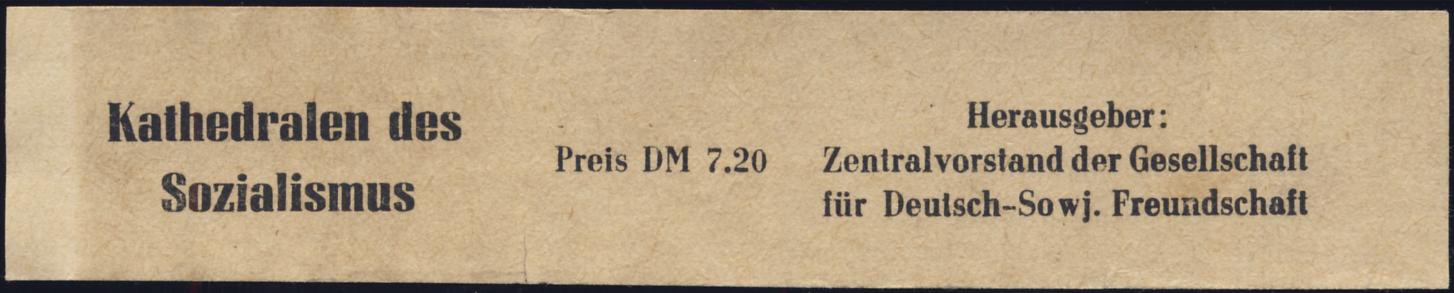 Kathedralen des
Sozialismus
Preis DM 7.20
Herausgeber:
Zentralvorstand der Gesellschaft
für Deutsch-Sowj. Freundschaft